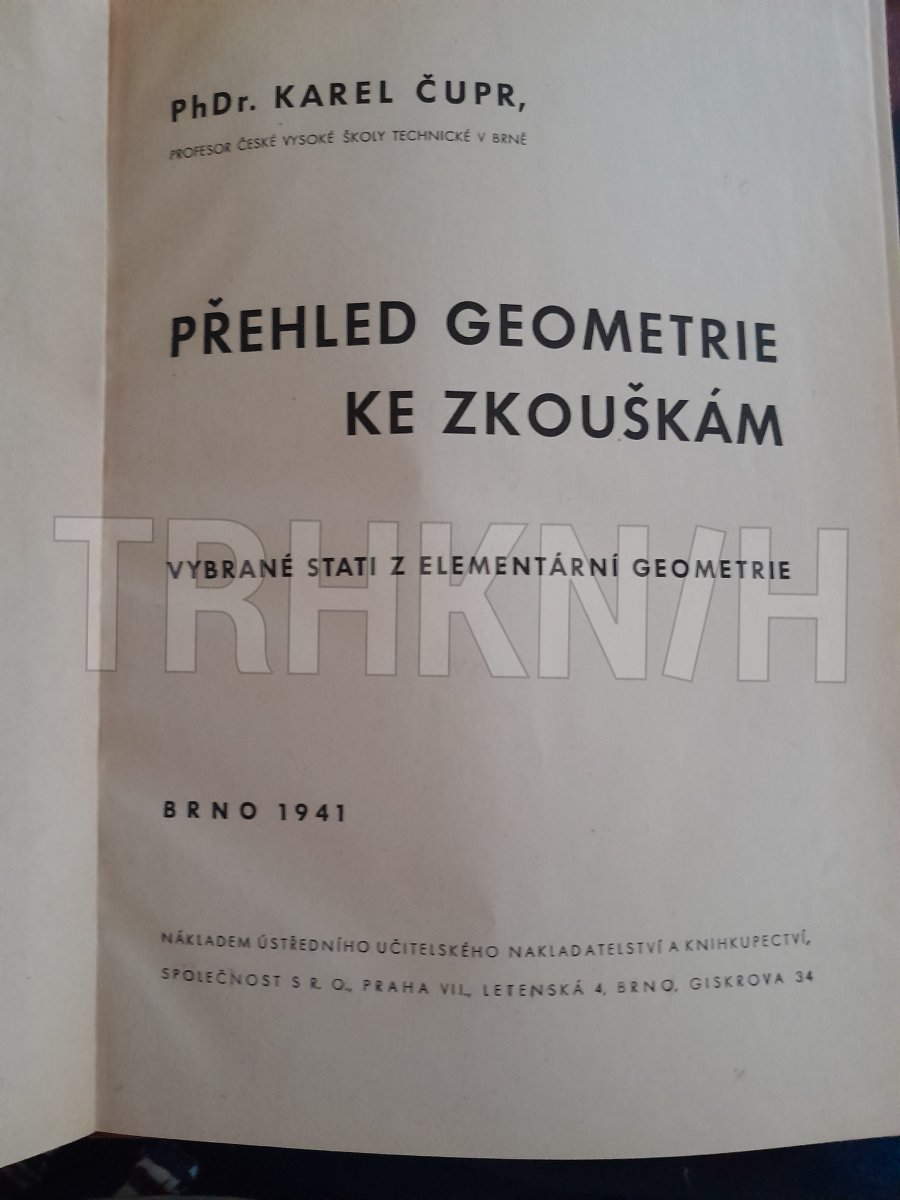 PhDr. KAREL ČUPR,
PROFESOR ČESKÉ VYSOKÉ ŠKOLY TECHNICKÉ V BRNĚ
PŘEHLED GEOMETRIE
KE ZKOUŠKÁM
TRHKN/H
VYBRANÉ STATI Z ELEMENTÁRNÍ GEOMETRIE
BRNO 1941
NÁKLADEM ÚSTŘEDNÍHO UČITELSKÉHO NAKLADATELSTVÍ A KNIHKUPECTVÍ,
SPOLEČNOST S R. O., PRAHA VII., LETENSKÁ 4, BRNO, GISKROVA 34